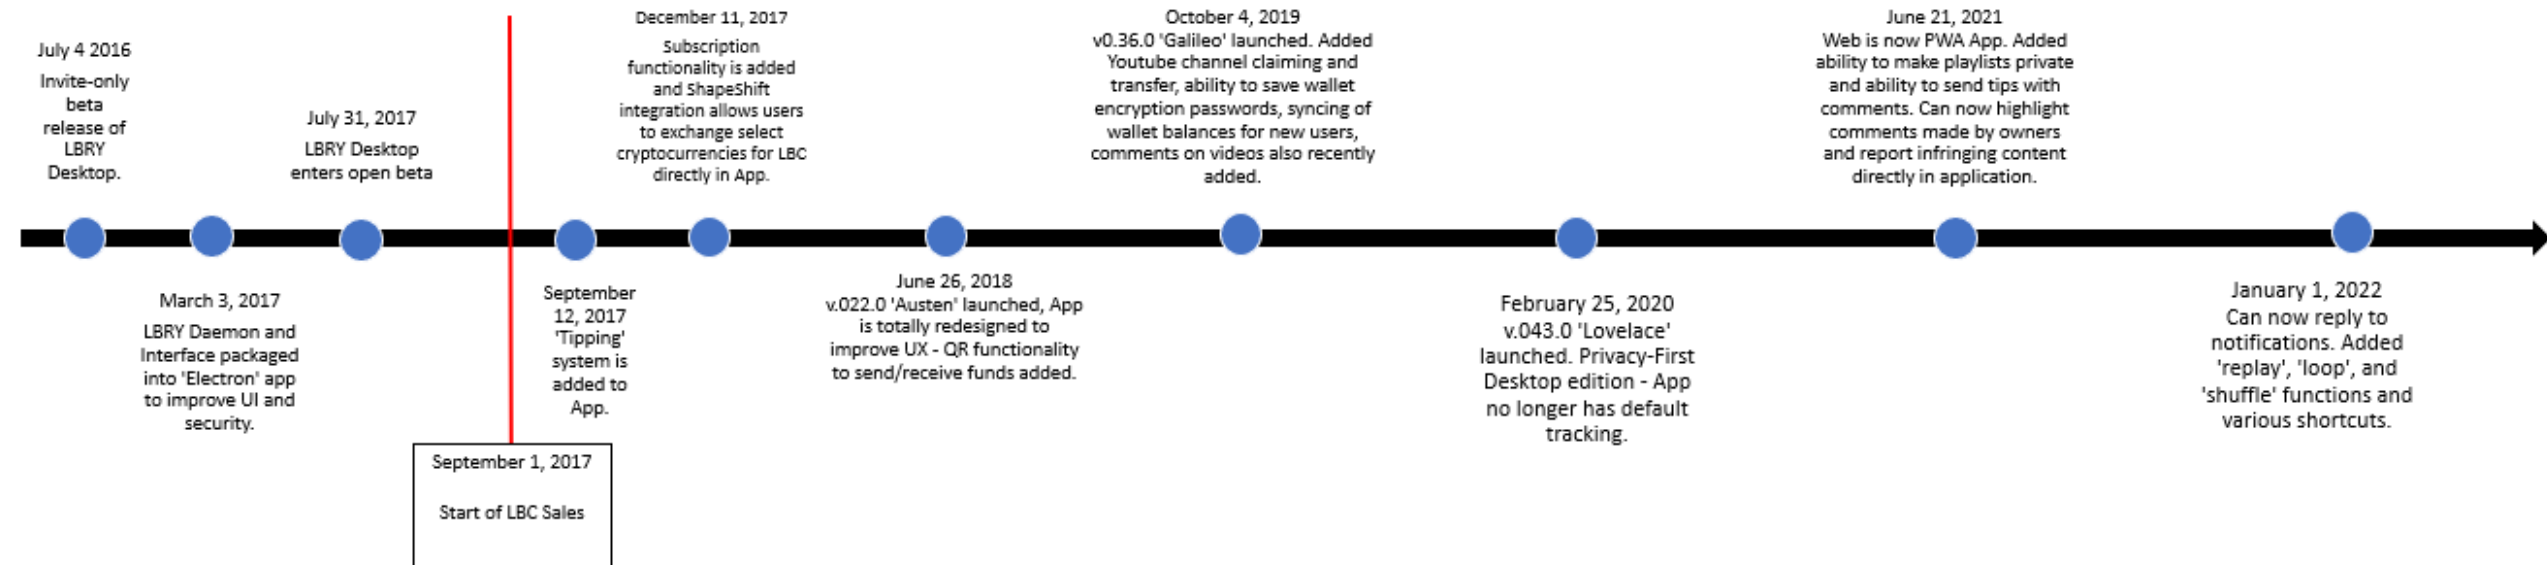 July 4 2016
Invite-only
beta
release of
LBRY
Desktop.
March 3, 2017
LBRY Daemon and
Interface packaged
into 'Electron' app
to improve UI and
security.
July 31, 2017
LBRY Desktop
enters open beta
September 1, 2017
Start of LBC Sales
September
12, 2017
'Tipping'
system is
added to
App.
December 11, 2017
Subscription
functionality is added
and ShapeShift
integration allows users
to exchange select
cryptocurrencies for LBC
directly in App.
June 26, 2018
v.022.0 'Austen' launched, App
is totally redesigned to
improve UX - QR functionality
to send/receive funds added.
October 4, 2019
v0.36.0 'Galileo' launched. Added
Youtube channel claiming and
transfer, ability to save wallet
encryption passwords, syncing of
wallet balances for new users,
comments on videos also recently
added.
February 25, 2020
v.043.0 'Lovelace'
launched. Privacy-First
Desktop edition - App
no longer has default
tracking.
June 21, 2021
Web is now PWA App. Added
ability to make playlists private
and ability to send tips with
comments. Can now highlight
comments made by owners
and report infringing content
directly in application.
January 1, 2022
Can now reply to
notifications. Added
'replay', 'loop', and
'shuffle' functions and
various shortcuts.